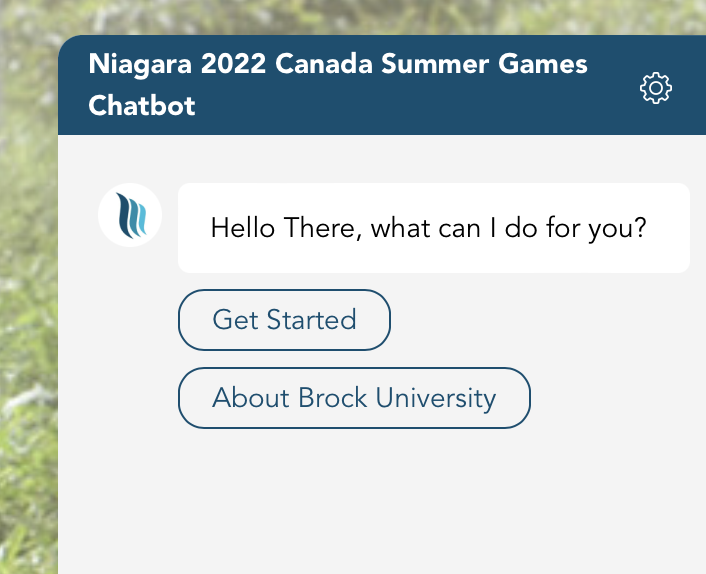 Niagara 2022 Canada Summer Games
Chatbot
Hello There, what can I do for you?
Get Started
About Brock University